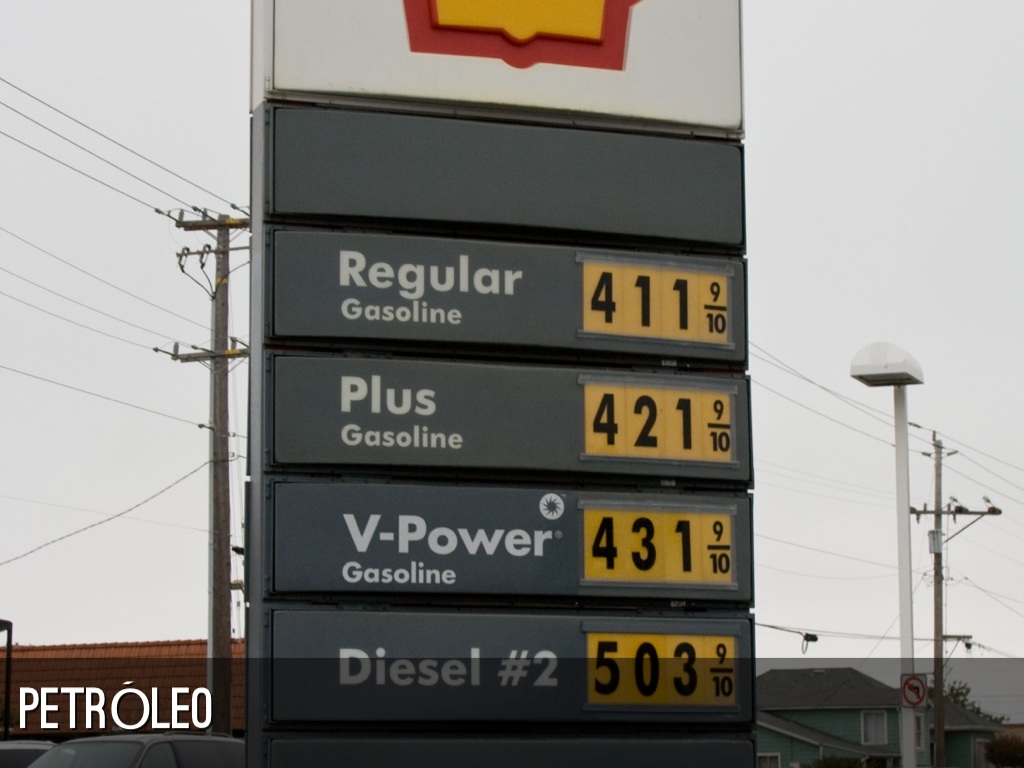 Regular
Gasoline
411 9/10
Plus
Gasoline
421 9/10
V-Power
Gasoline
431 9/10
Diesel #2
503 9/10
PETRÓLEO